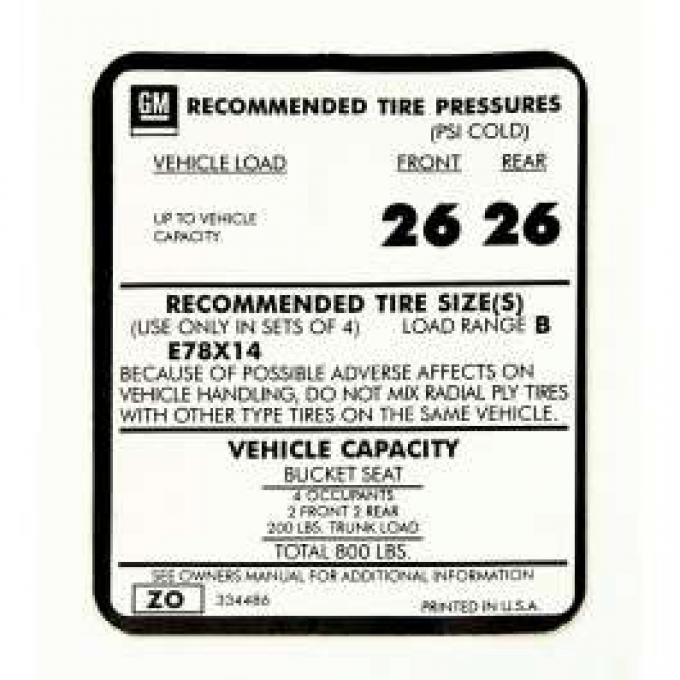 GM RECOMMENDED TIRE PRESSURES
(PSI COLD)
VEHICLE LOAD FRONT REAR
UP TO VEHICLE
CAPACITY 26 26
RECOMMENDED TIRE SIZE(S)
(USE ONLY IN SETS OF 4) LOAD RANGE B
E78X14
BECAUSE OF POSSIBLE ADVERSE AFFECTS ON
VEHICLE HANDLING, DO NOT MIX RADIAL PLY TIRES
WITH OTHER TYPE TIRES ON THE SAME VEHICLE.
VEHICLE CAPACITY
BUCKET SEAT
4 OCCUPANTS
2 FRONT 2 REAR
200 LBS. TRUNK LOAD
TOTAL 800 LBS.
SEE OWNERS MANUAL FOR ADDITIONAL INFORMATION
ZO 334486 PRINTED IN U.S.A.